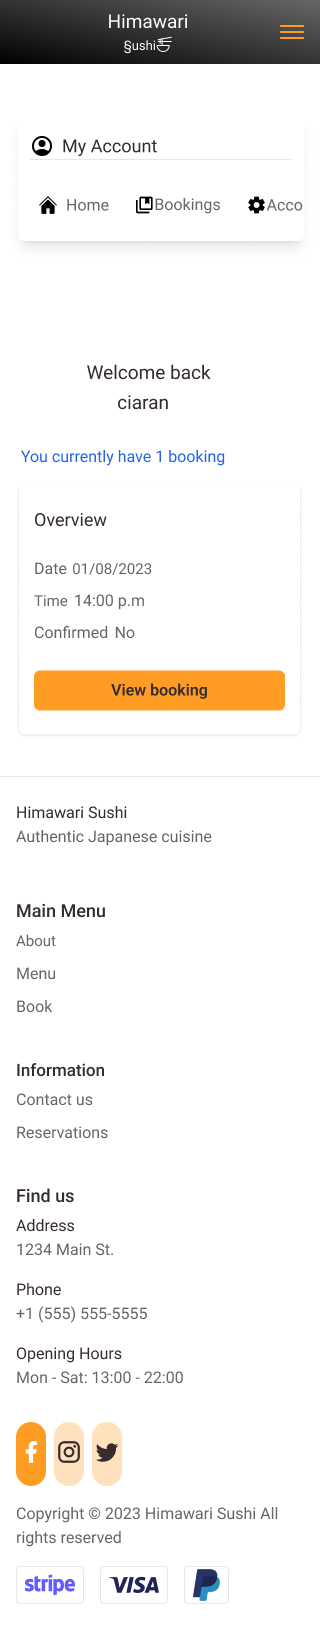 Himawari
Sushi
My Account
Home Bookings Acco
Welcome back
ciaran
You currently have 1 booking
Overview
Date 01/08/2023
Time 14:00 p.m
Confirmed No
View booking
Himawari Sushi
Authentic Japanese cuisine
Main Menu
About
Menu
Book
Information
Contact us
Reservations
Find us
Address
1234 Main St.
Phone
+1 (555) 555-5555
Opening Hours
Mon - Sat: 13:00 - 22:00
Copyright © 2023 Himawari Sushi All
rights reserved
stripe VISA